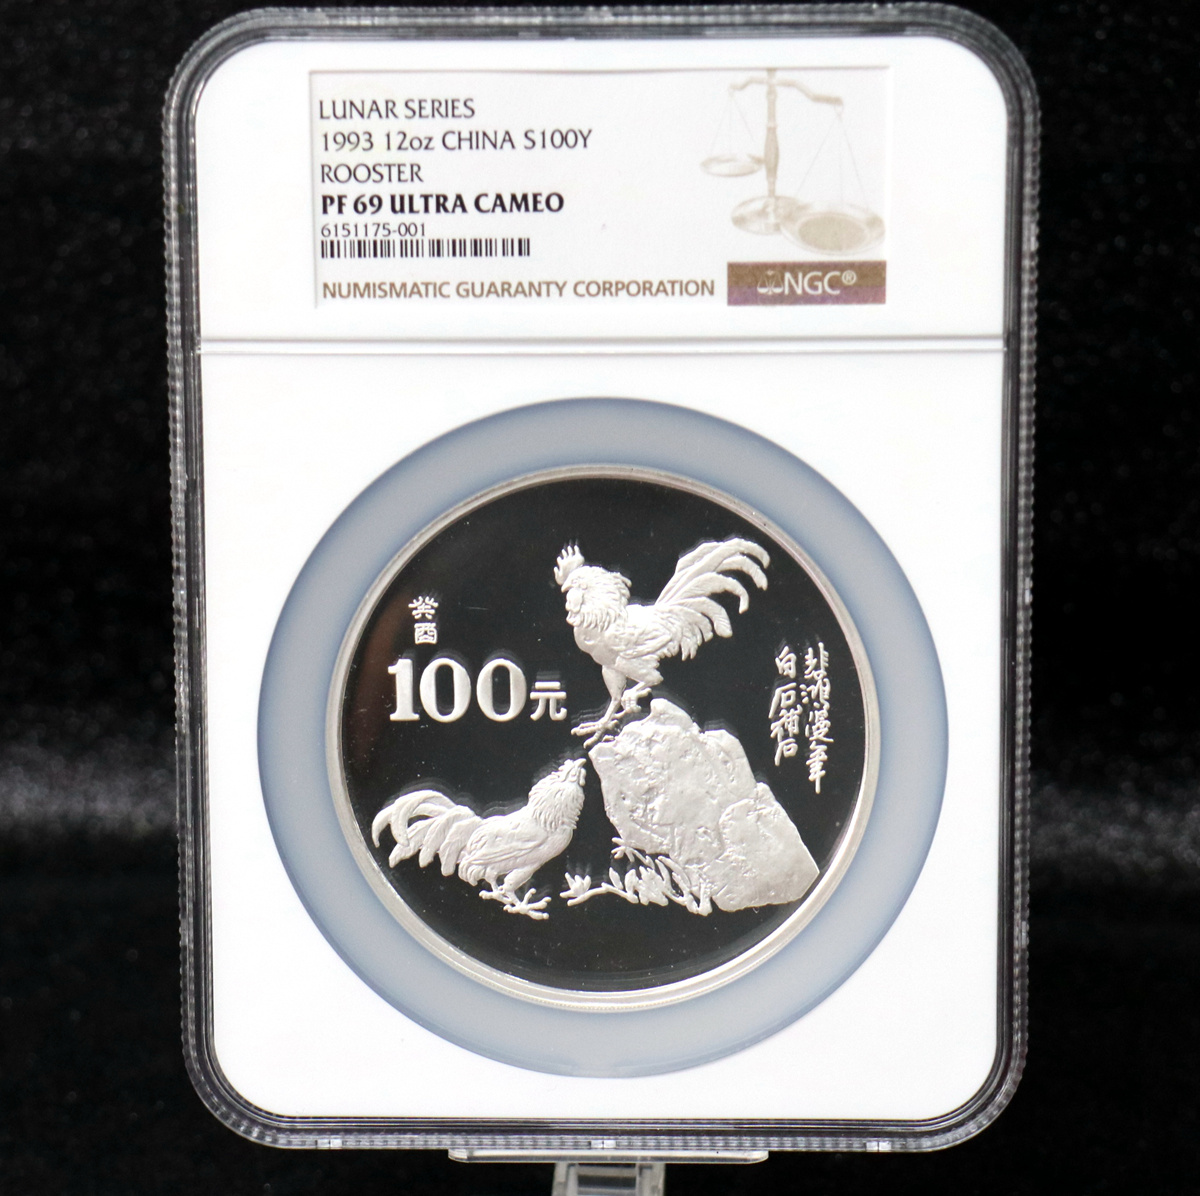 LUNAR SERIES
1993 12oz CHINA S100Y
ROOSTER
PF 69 ULTRA CAMEO
6151175-001
NUMISMATIC GUARANTY CORPORATION
NGC®
癸
酉
100元
白石補石